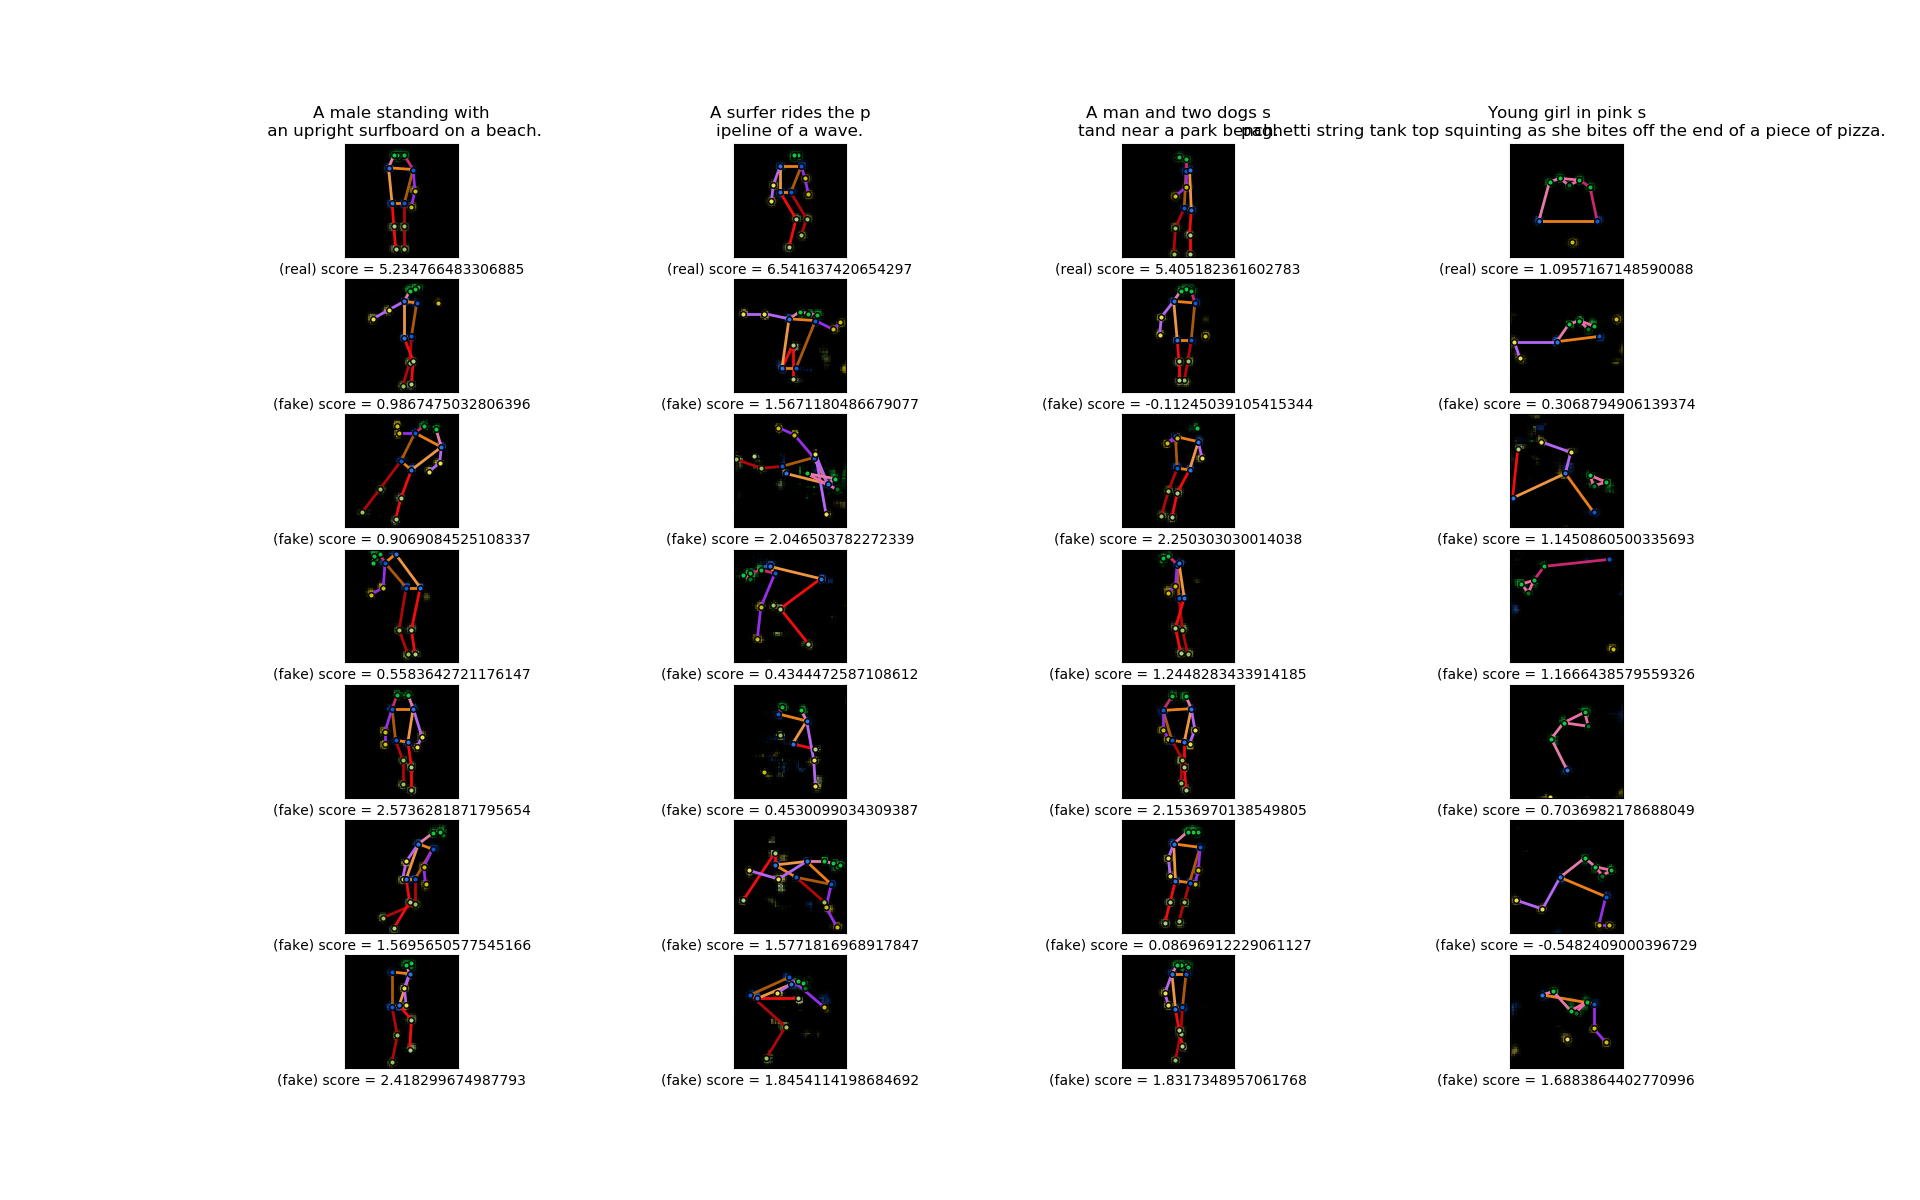 A male standing with
an upright surfboard on a beach.
A surfer rides the p
ipeline of a wave.
A man and two dogs s
tand near a park bench.
Young girl in pink s
paghetti string tank top squinting as she bites off the end of a piece of pizza.
(real) score = 5.234766483306885
(real) score = 6.541637420654297
(real) score = 5.405182361602783
(real) score = 1.0957167148590088
(fake) score = 0.9867475032806396
(fake) score = 1.5671180486679077
(fake) score = -0.11245039105415344
(fake) score = 0.3068794906139374
(fake) score = 0.9069084525108337
(fake) score = 2.046503782272339
(fake) score = 2.250303030014038
(fake) score = 1.1450860500335693
(fake) score = 0.5583642721176147
(fake) score = 0.4344472587108612
(fake) score = 1.2448283433914185
(fake) score = 1.1666438579559326
(fake) score = 2.5736281871795654
(fake) score = 0.4530099034309387
(fake) score = 2.1536970138549805
(fake) score = 0.7036982178688049
(fake) score = 1.5695650577545166
(fake) score = 1.5771816968917847
(fake) score = 0.08696912229061127
(fake) score = -0.5482409000396729
(fake) score = 2.418299674987793
(fake) score = 1.8454114198684692
(fake) score = 1.8317348957061768
(fake) score = 1.6883864402770996